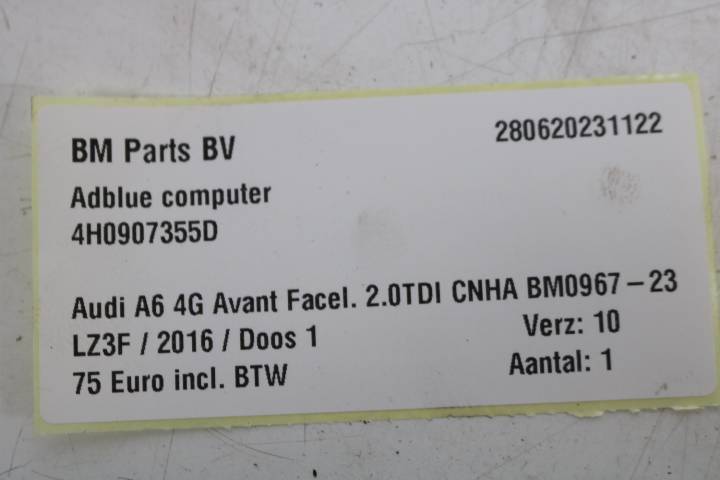 BM Parts BV
280620231122
Adblue computer
4H0907355D
Audi A6 4G Avant Facel. 2.0TDI CNHA BM0967-23
LZ3F / 2016 / Doos 1
Verz: 10
75 Euro incl. BTW
Aantal: 1